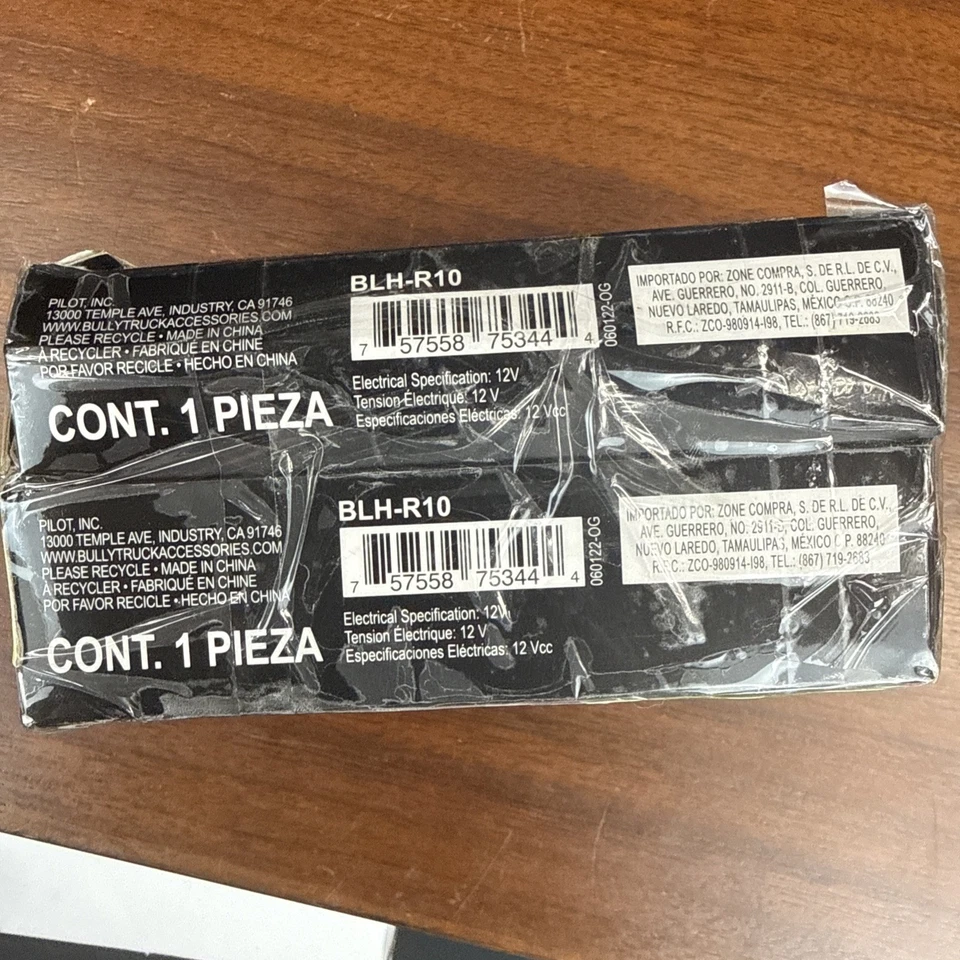 PILOT, INC.
13000 TEMPLE AVE, INDUSTRY, CA 91746
WWW.BULLYTRUCKACCESSORIES.COM
PLEASE RECYCLE • MADE IN CHINA
À RECYCLER • FABRIQUÉ EN CHINE
POR FAVOR RECICLE • HECHO EN CHINA
CONT. 1 PIEZA
BLH-R10
7 57558 75344 4
060122-OG
Electrical Specification: 12V
Tension Électrique: 12 V
Especificaciones Eléctricas: 12 Vcc
IMPORTADO POR: ZONE COMPRA, S. DE R.L. DE C.V.,
AVE. GUERRERO, NO. 2911-B, COL. GUERRERO,
NUEVO LAREDO, TAMAULIPAS, MÉXICO C.P. 88240
R.F.C.: ZCO-980914-I98, TEL.: (867) 719-2683
PILOT, INC.
13000 TEMPLE AVE, INDUSTRY, CA 91746
WWW.BULLYTRUCKACCESSORIES.COM
PLEASE RECYCLE • MADE IN CHINA
À RECYCLER • FABRIQUÉ EN CHINE
POR FAVOR RECICLE • HECHO EN CHINA
CONT. 1 PIEZA
BLH-R10
7 57558 75344 4
060122-OG
Electrical Specification: 12V
Tension Électrique: 12 V
Especificaciones Eléctricas: 12 Vcc
IMPORTADO POR: ZONE COMPRA, S. DE R.L. DE C.V.,
AVE. GUERRERO, NO. 2911-B, COL. GUERRERO,
NUEVO LAREDO, TAMAULIPAS, MÉXICO C.P. 88240
R.F.C.: ZCO-980914-I98, TEL.: (867) 719-2683